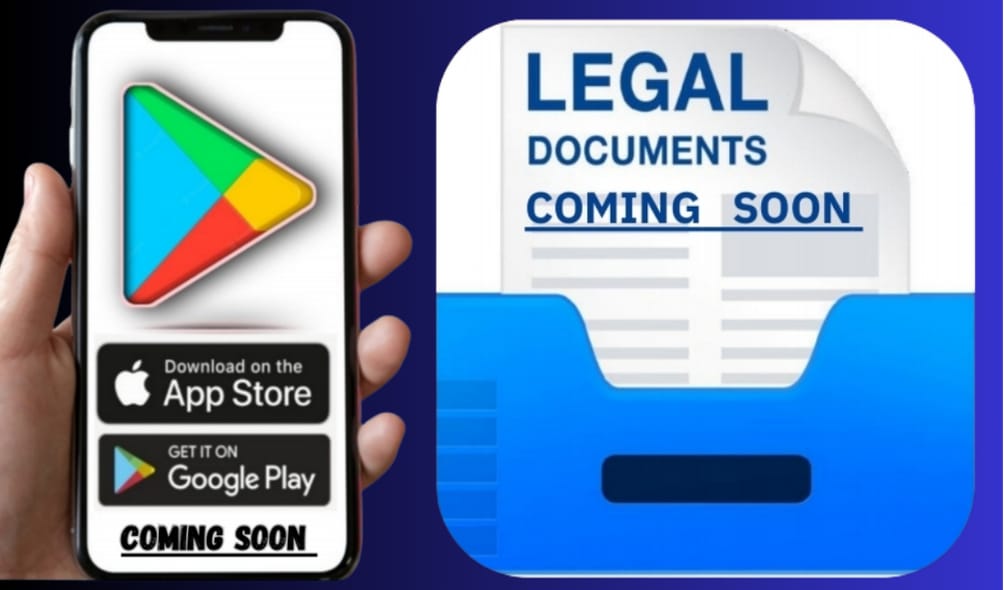 Download on the
App Store
GET IT ON
Google Play
COMING SOON
LEGAL
DOCUMENTS
COMING SOON